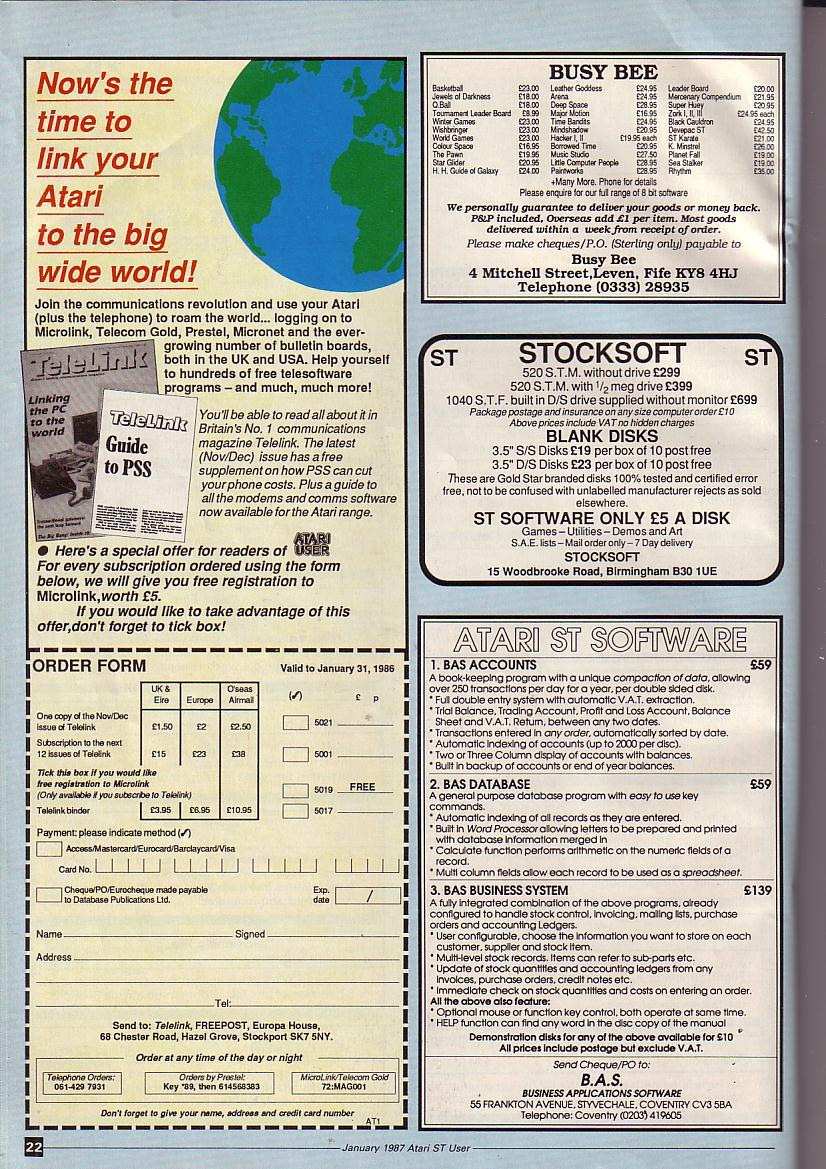 Now's the
time to
link your
Atari
to the big
wide world!
Join the communications revolution and use your Atari
(plus the telephone) to roam the world... logging on to
Microlink, Telecom Gold, Prestel, Micronet and the ever-
growing number of bulletin boards,
both in the UK and USA. Help yourself
to hundreds of free telesoftware
programs – and much, much more!
TeleLink
Linking
the PC
to the
world
The Big Bang:
TeleLink
Guide
to PSS
You'll be able to read all about it in
Britain's No. 1 communications
magazine Telelink. The latest
(Nov/Dec) issue has a free
supplement on how PSS can cut
your phone costs. Plus a guide to
all the modems and comms software
now available for the Atari range.
● Here's a special offer for readers of ATARI USER
For every subscription ordered using the form
below, we will give you free registration to
Microlink,worth £5.
If you would like to take advantage of this
offer,don't forget to tick box!
ORDER FORM Valid to January 31, 1986
UK & Eire Europe O'seas Airmail (✓) £ p
One copy of the Nov/Dec
issue of Telelink £1.50 £2 £2.50 5021
Subscription to the next
12 issues of Telelink £15 £23 £38 5001
Tick this box if you would like
free registration to Microlink
(Only available if you subscribe to Telelink) 5019 FREE
Telelink binder £3.95 £6.95 £10.95 5017
Payment: please indicate method (✓)
Access/Mastercard/Eurocard/Barclaycard/Visa
Card No.
Cheque/PO/Eurocheque made payable
to Database Publications Ltd.
Exp.
date /
Name Signed
Address
Tel:
Send to: Telelink, FREEPOST, Europa House,
68 Chester Road, Hazel Grove, Stockport SK7 5NY.
Order at any time of the day or night
Telephone Orders:
061-429 7931
Orders by Prestel:
Key *89, then 614568383
MicroLink/Telecom Gold
72:MAG001
Don't forget to give your name, address and credit card number
AT1
BUSY BEE
Basketball £23.00 Leather Goddess £24.95 Leader Board £20.00
Jewels of Darkness £18.00 Arena £24.95 Mercenary Compendium £21.95
Q.Ball £18.00 Deep Space £28.95 Super Huey £20.95
Tournament Leader Board £8.99 Major Motion £16.95 Zork I, II, III £24.95 each
Winter Games £23.00 Time Bandits £24.95 Black Cauldron £24.95
Wishbringer £23.00 Mindshadow £20.95 Devepac ST £42.50
World Games £23.00 Hacker I, II £19.95 each ST Karate £21.00
Colour Space £16.95 Borrowed Time £20.95 K. Minstrel £26.00
The Pawn £19.95 Music Studio £27.50 Planet Fall £19.00
Star Glider £20.95 Little Computer People £28.95 Sea Stalker £19.00
H. H. Guide of Galaxy £24.00 Paintworks £28.95 Rhythm £35.00
+Many More. Phone for details
Please enquire for our full range of 8 bit software
We personally guarantee to deliver your goods or money back.
P&P included, Overseas add £1 per item. Most goods
delivered within a week from receipt of order.
Please make cheques/P.O. (Sterling only) payable to
Busy Bee
4 Mitchell Street,Leven, Fife KY8 4HJ
Telephone (0333) 28935
ST STOCKSOFT ST
520 S.T.M. without drive £299
520 S.T.M. with 1/2 meg drive £399
1040 S.T.F. built in D/S drive supplied without monitor £699
Package postage and insurance on any size computer order £10
Above prices include VAT no hidden charges
BLANK DISKS
3.5" S/S Disks £19 per box of 10 post free
3.5" D/S Disks £23 per box of 10 post free
These are Gold Star branded disks 100% tested and certified error
free, not to be confused with unlabelled manufacturer rejects as sold
elsewhere.
ST SOFTWARE ONLY £5 A DISK
Games – Utilities – Demos and Art
S.A.E. lists – Mail order only – 7 Day delivery
STOCKSOFT
15 Woodbrooke Road, Birmingham B30 1UE
ATARI ST SOFTWARE
1. BAS ACCOUNTS £59
A book-keeping program with a unique compaction of data, allowing
over 250 transactions per day for a year, per double sided disk.
* Full double entry system with automatic V.A.T. extraction.
* Trial Balance, Trading Account, Profit and Loss Account, Balance
Sheet and V.A.T. Return, between any two dates.
* Transactions entered in any order, automatically sorted by date.
* Automatic indexing of accounts (up to 2000 per disc).
* Two or Three Column display of accounts with balances.
* Built in backup of accounts or end of year balances.
2. BAS DATABASE £59
A general purpose database program with easy to use key
commands.
* Automatic indexing of all records as they are entered.
* Built in Word Processor allowing letters to be prepared and printed
with database information merged in
* Calculate function performs arithmetic on the numeric fields of a
record.
* Multi column fields allow each record to be used as a spreadsheet.
3. BAS BUSINESS SYSTEM £139
A fully integrated combination of the above programs, already
configured to handle stock control, invoicing, mailing lists, purchase
orders and accounting Ledgers.
* User configurable, choose the information you want to store on each
customer, supplier and stock item.
* Multi-level stock records. Items can refer to sub-parts etc.
* Update of stock quantities and accounting ledgers from any
invoices, purchase orders, credit notes etc.
* Immediate check on stock quantities and costs on entering an order.
All the above also feature:
* Optional mouse or function key control, both operate at same time.
* HELP function can find any word in the disc copy of the manual
Demonstration disks for any of the above available for £10
All prices include postage but exclude V.A.T.
Send Cheque/PO to:
B.A.S.
BUSINESS APPLICATIONS SOFTWARE
55 FRANKTON AVENUE, STYVECHALE, COVENTRY CV3 5BA
Telephone: Coventry (0203) 419605
22 January 1987 Atari ST User